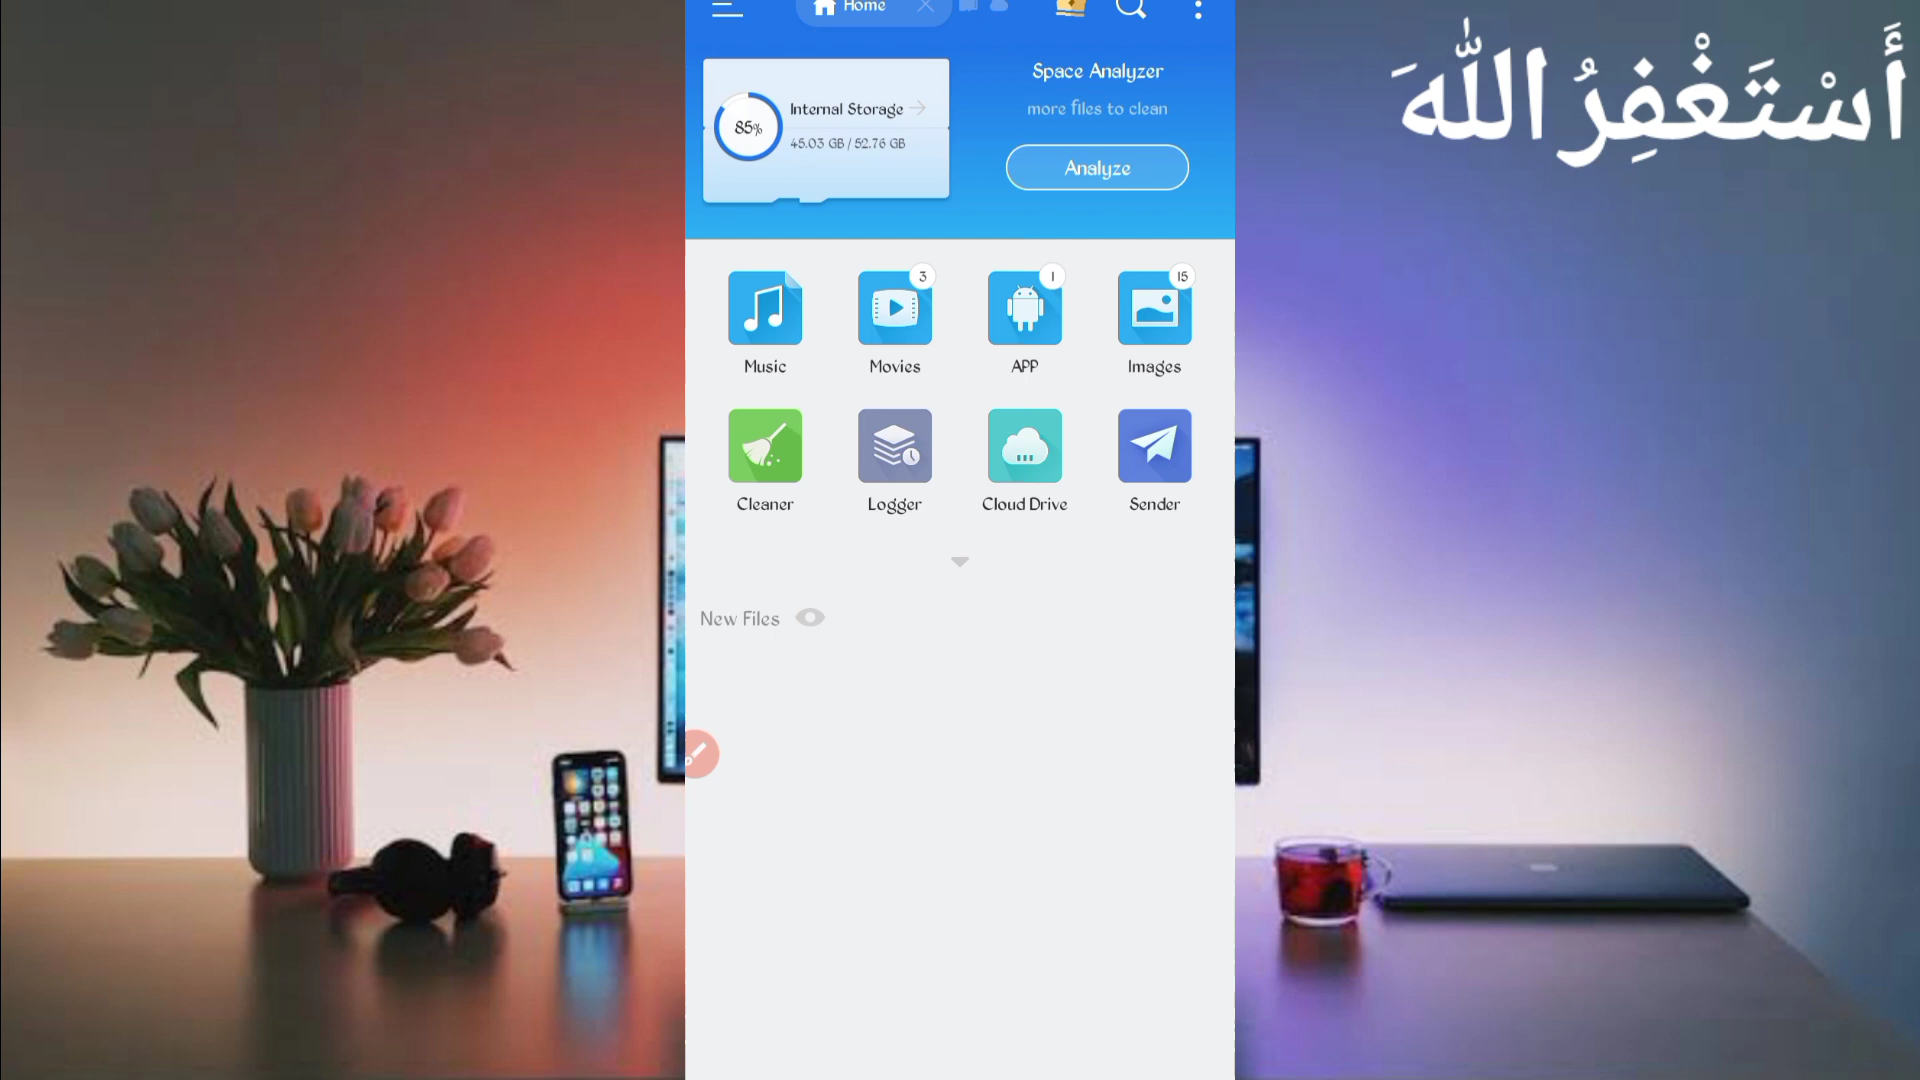 Home
أَسْتَغْفِرُ اللهَ
Space Analyzer
more files to clean
Analyze
85%
Internal Storage
45.03 GB / 52.76 GB
3
1
15
Music
Movies
APP
Images
Cleaner
Logger
Cloud Drive
Sender
New Files